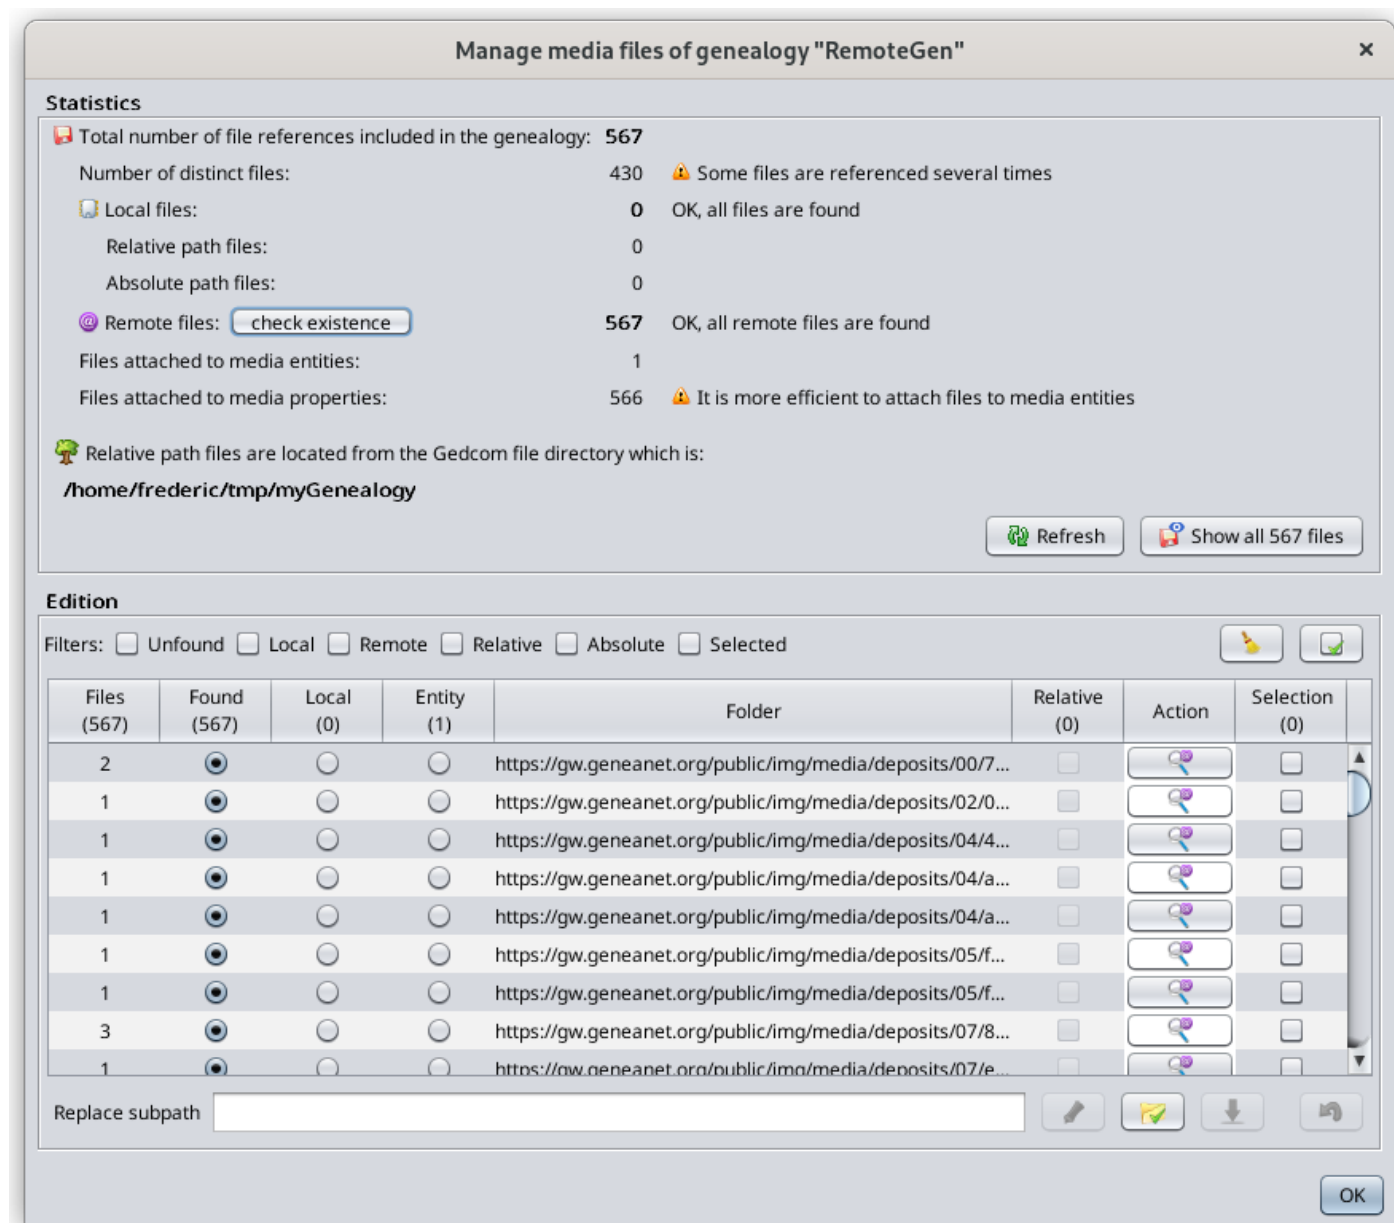 Manage media files of genealogy "RemoteGen"
Statistics
Total number of file references included in the genealogy: 567
Number of distinct files: 430 Some files are referenced several times
Local files: 0 OK, all files are found
Relative path files: 0
Absolute path files: 0
Remote files: check existence 567 OK, all remote files are found
Files attached to media entities: 1
Files attached to media properties: 566 It is more efficient to attach files to media entities
Relative path files are located from the Gedcom file directory which is:
/home/frederic/tmp/myGenealogy
Refresh Show all 567 files
Edition
Filters: Unfound Local Remote Relative Absolute Selected
Files Found Local Entity Folder Relative Action Selection
(567) (567) (0) (1) (0) (0)
2 https://gw.geneanet.org/public/img/media/deposits/00/7...
1 https://gw.geneanet.org/public/img/media/deposits/02/0...
1 https://gw.geneanet.org/public/img/media/deposits/04/4...
1 https://gw.geneanet.org/public/img/media/deposits/04/a...
1 https://gw.geneanet.org/public/img/media/deposits/04/a...
1 https://gw.geneanet.org/public/img/media/deposits/05/f...
1 https://gw.geneanet.org/public/img/media/deposits/05/f...
3 https://gw.geneanet.org/public/img/media/deposits/07/8...
1 https://gw.geneanet.org/public/img/media/deposits/07/e...
Replace subpath
OK